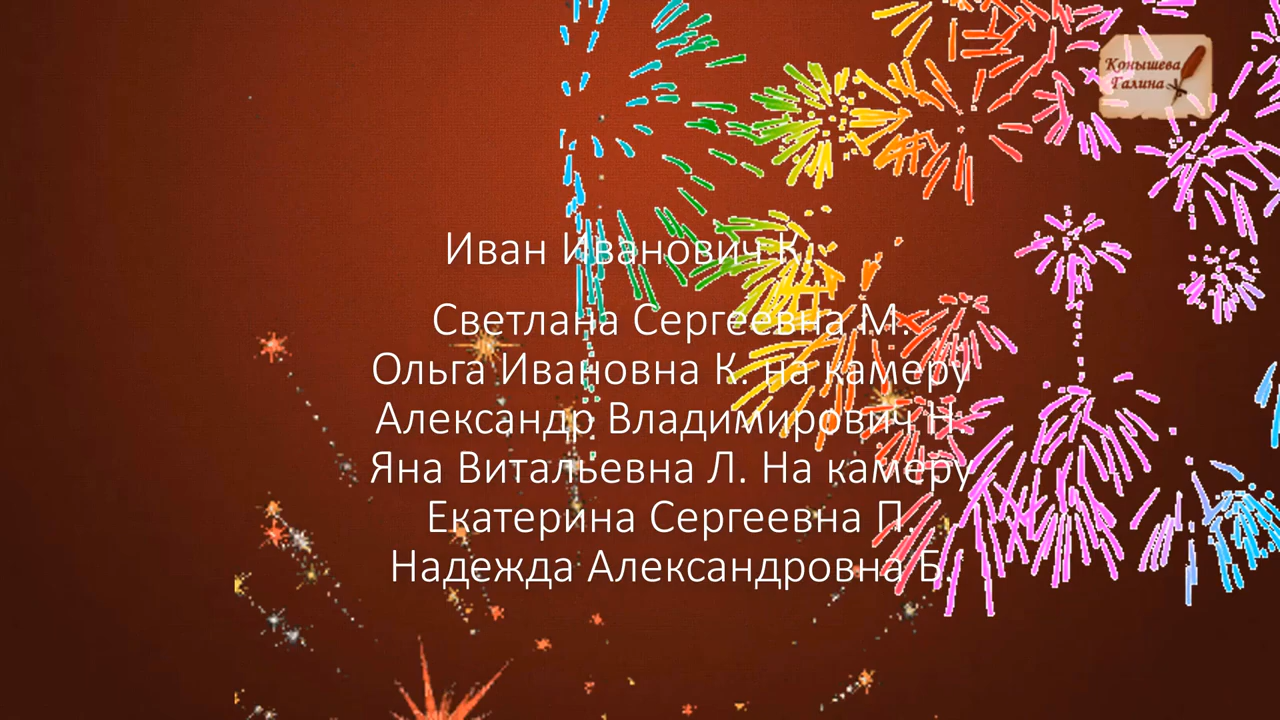 Конышева
Галина
Иван Иванович К.
Светлана Сергеевна М.
Ольга Ивановна К. на камеру
Александр Владимирович Н.
Яна Витальевна Л. На камеру
Екатерина Сергеевна П.
Надежда Александровна Б.